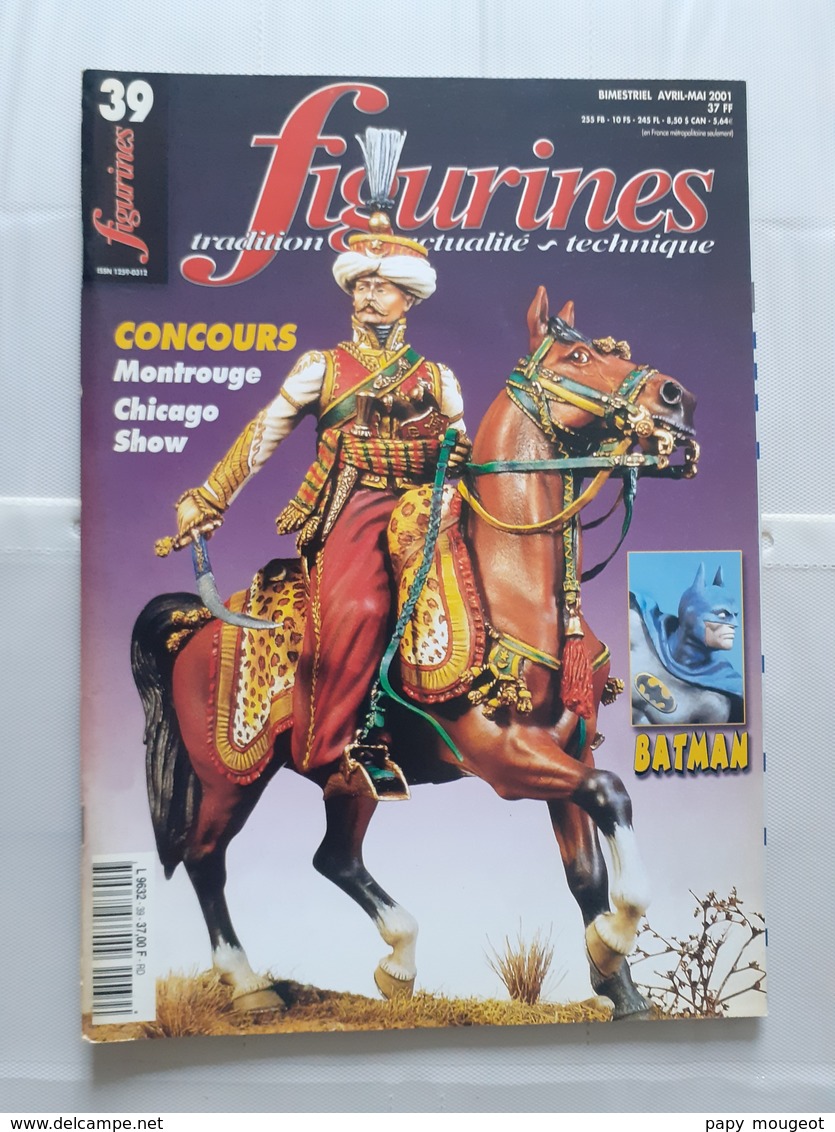 39
figurines
ISSN 1259-0312
BIMESTRIEL AVRIL-MAI 2001
37 FF
255 FB - 10 FS - 245 FL - 8,50 $ CAN - 5,64€
(en France métropolitaine seulement)
figurines
tradition actualité technique
CONCOURS
Montrouge
Chicago
Show
BATMAN
L 9632 - 39 - 37,00 F - RD
delcampe.net
papy mougeot